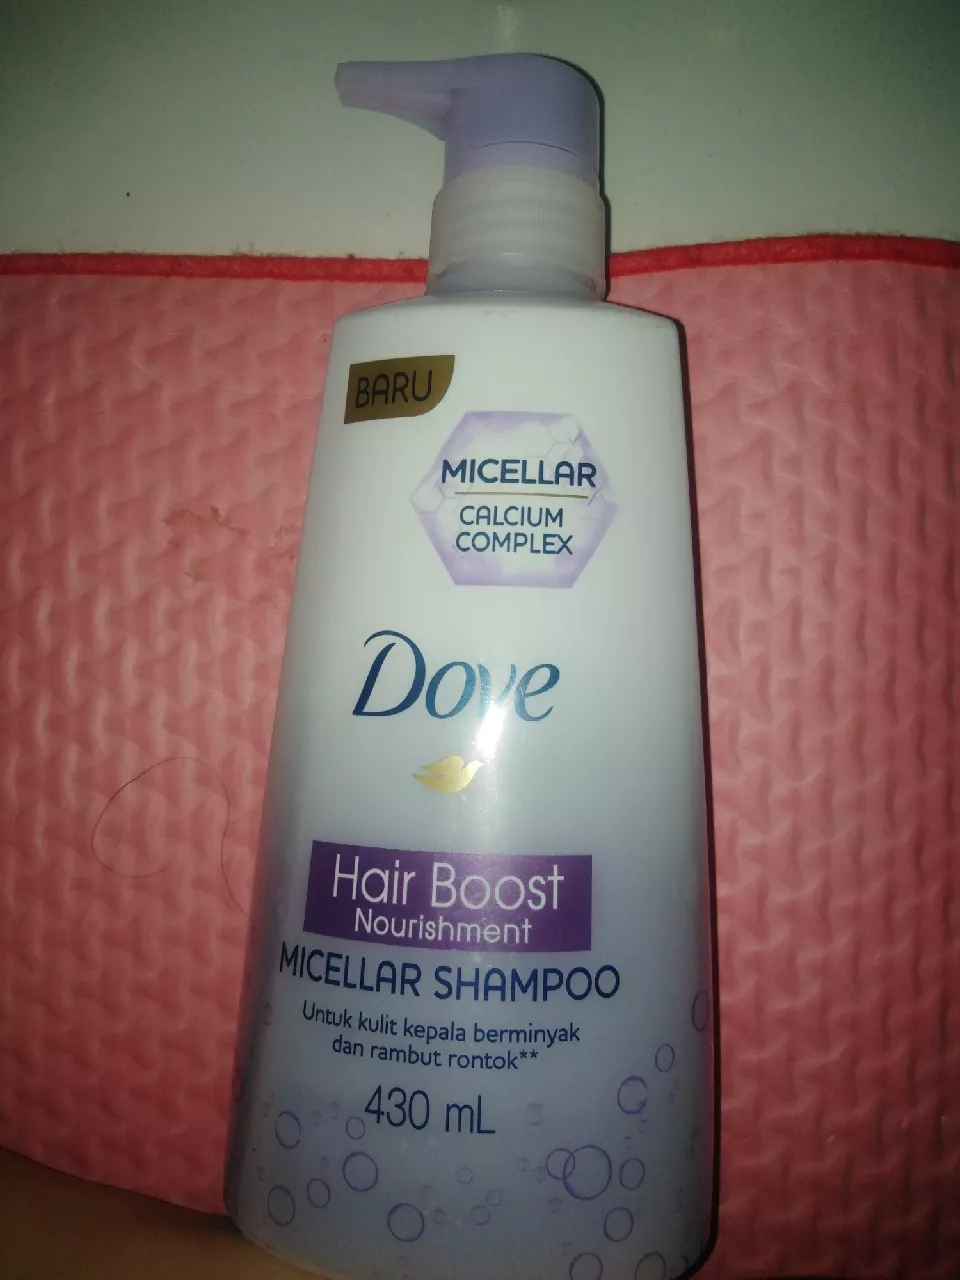 BARU
MICELLAR
CALCIUM
COMPLEX
Dove
Hair Boost
Nourishment
MICELLAR SHAMPOO
Untuk kulit kepala berminyak
dan rambut rontok**
430 mL